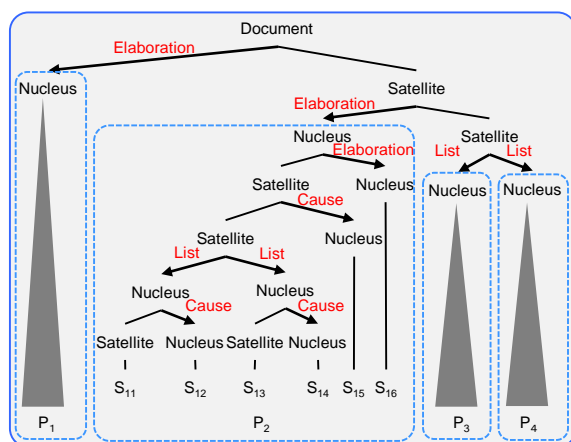 Document
Elaboration
Nucleus Satellite
Elaboration
Nucleus Satellite
Elaboration List List
Satellite Nucleus Nucleus Nucleus
Cause
Satellite Nucleus
List List
Nucleus Nucleus
Cause Cause
Satellite Nucleus Satellite Nucleus
S11 S12 S13 S14 S15 S16
P1 P2 P3 P4